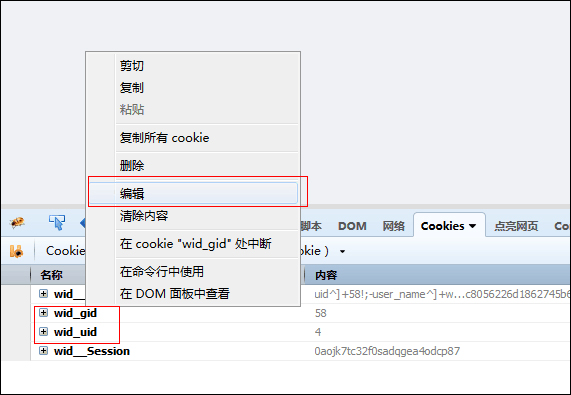 剪切
复制
粘贴
复制所有 cookie
删除
编辑
清除内容
在 cookie "wid_gid" 处中断
在命令行中使用
在 DOM 面板中查看
脚本 DOM 网络 Cookies 点亮网页 Co
Cookie okie )
名称 内容
wid__ uid^]+58!;-user_name^]+w...c8056226d1862745b6
wid_gid 58
wid_uid 4
wid__Session 0aojk7tc32f0sadqgea4odcp87